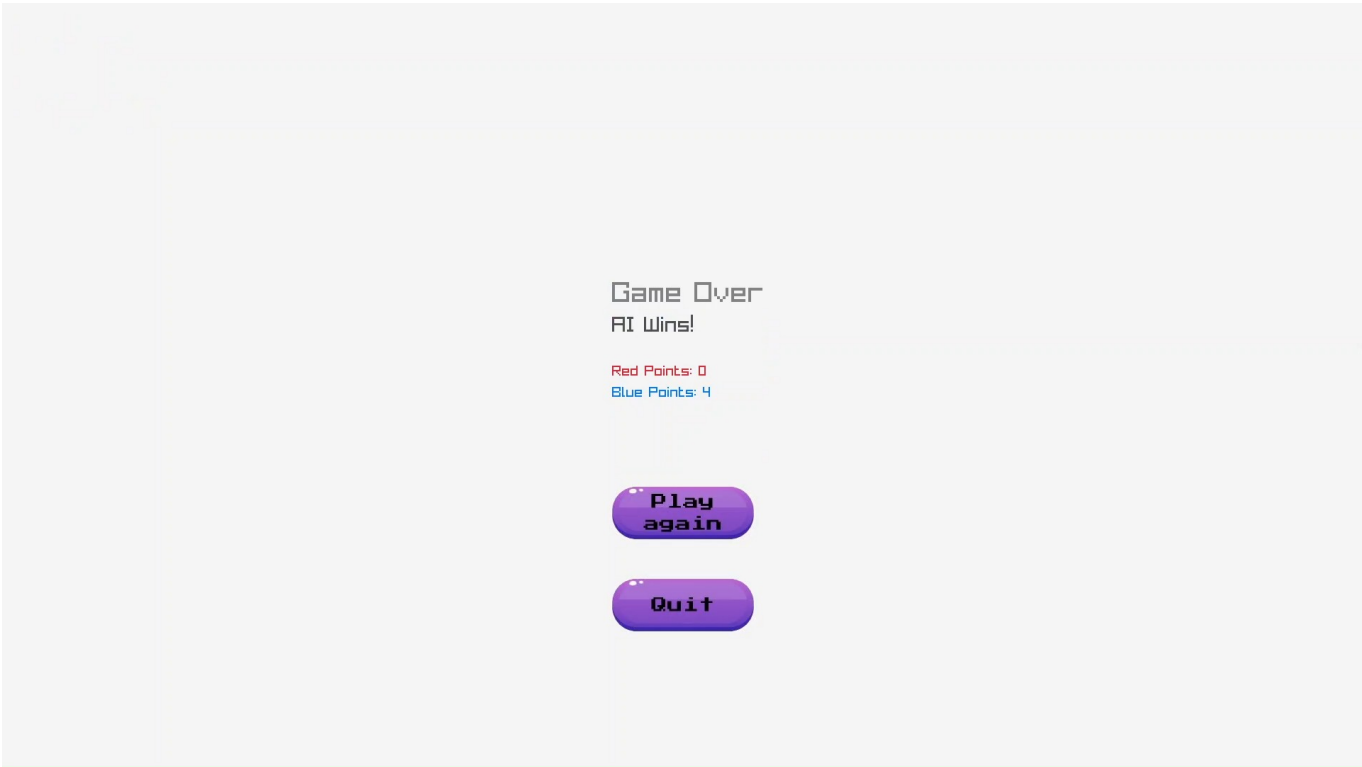 Game Over
AI Wins!
Red Points: 0
Blue Points: 4
Play
again
Quit